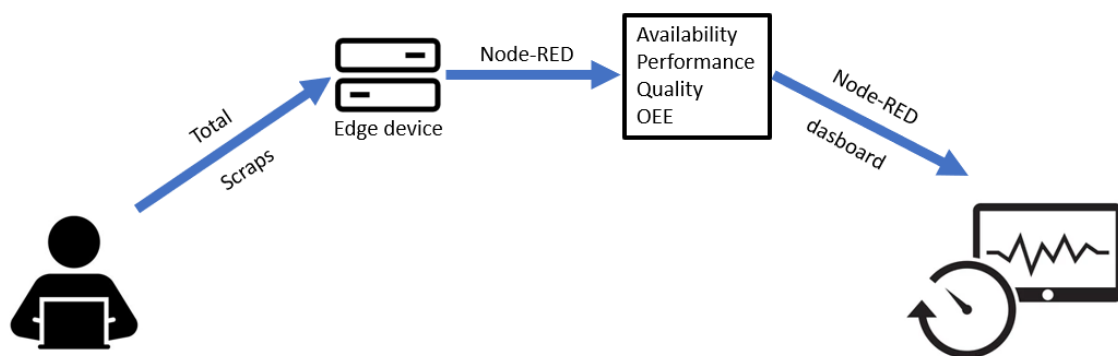 Total
Scraps
Edge device
Node-RED
Availability
Performance
Quality
OEE
Node-RED
dasboard